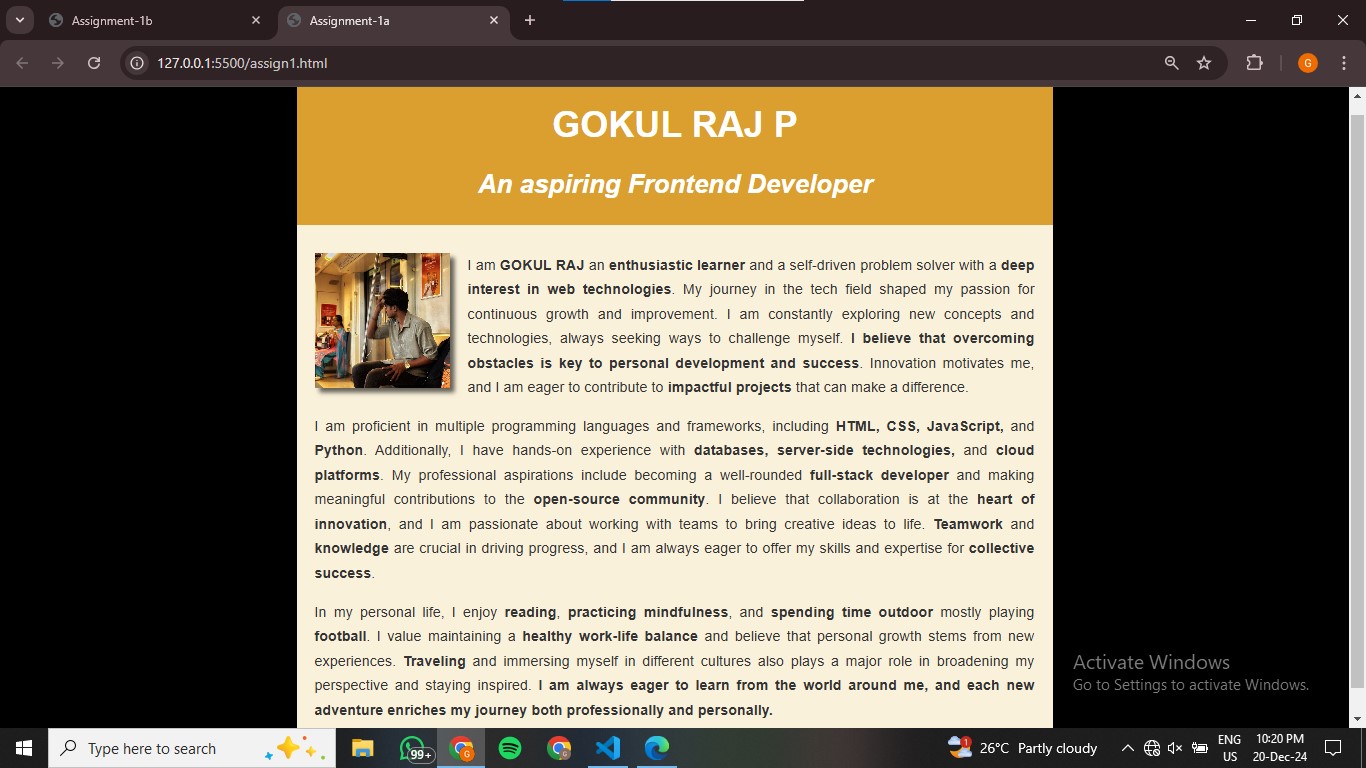 Assignment-1b
Assignment-1a
127.0.0.1:5500/assign1.html
G
GOKUL RAJ P
An aspiring Frontend Developer
I am GOKUL RAJ an enthusiastic learner and a self-driven problem solver with a deep
interest in web technologies. My journey in the tech field shaped my passion for
continuous growth and improvement. I am constantly exploring new concepts and
technologies, always seeking ways to challenge myself. I believe that overcoming
obstacles is key to personal development and success. Innovation motivates me,
and I am eager to contribute to impactful projects that can make a difference.
I am proficient in multiple programming languages and frameworks, including HTML, CSS, JavaScript, and
Python. Additionally, I have hands-on experience with databases, server-side technologies, and cloud
platforms. My professional aspirations include becoming a well-rounded full-stack developer and making
meaningful contributions to the open-source community. I believe that collaboration is at the heart of
innovation, and I am passionate about working with teams to bring creative ideas to life. Teamwork and
knowledge are crucial in driving progress, and I am always eager to offer my skills and expertise for collective
success.
In my personal life, I enjoy reading, practicing mindfulness, and spending time outdoor mostly playing
football. I value maintaining a healthy work-life balance and believe that personal growth stems from new
experiences. Traveling and immersing myself in different cultures also plays a major role in broadening my
perspective and staying inspired. I am always eager to learn from the world around me, and each new
adventure enriches my journey both professionally and personally.
Activate Windows
Go to Settings to activate Windows.
Type here to search
99+
G
1
26°C Partly cloudy
ENG
US
10:20 PM
20-Dec-24